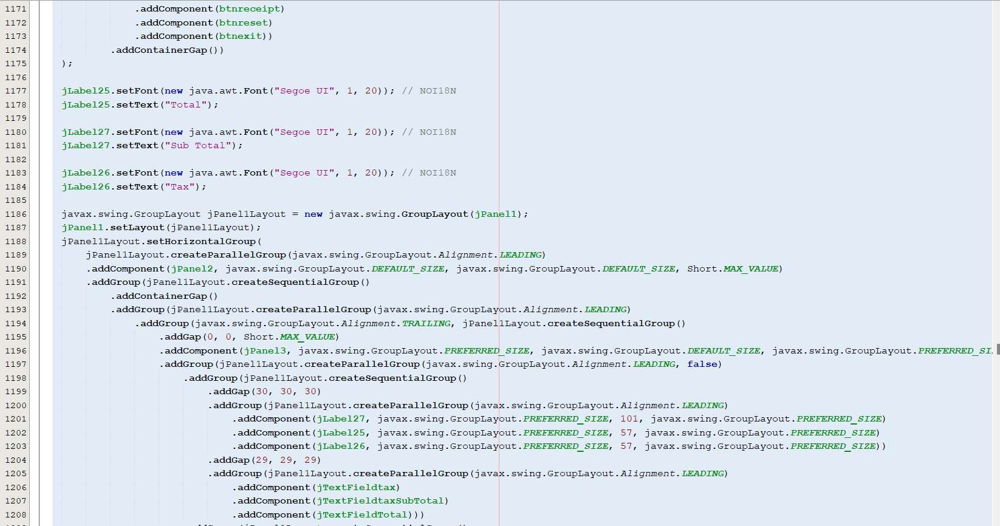 1171 .addComponent(btnreceipt)
1172 .addComponent(btnreset)
1173 .addComponent(btnexit))
1174 .addContainerGap())
1175 );
1176
1177 jLabel25.setFont(new java.awt.Font("Segoe UI", 1, 20)); // NOI18N
1178 jLabel25.setText("Total");
1179
1180 jLabel27.setFont(new java.awt.Font("Segoe UI", 1, 20)); // NOI18N
1181 jLabel27.setText("Sub Total");
1182
1183 jLabel26.setFont(new java.awt.Font("Segoe UI", 1, 20)); // NOI18N
1184 jLabel26.setText("Tax");
1185
1186 javax.swing.GroupLayout jPanel1Layout = new javax.swing.GroupLayout(jPanel1);
1187 jPanel1.setLayout(jPanel1Layout);
1188 jPanel1Layout.setHorizontalGroup(
1189 jPanel1Layout.createParallelGroup(javax.swing.GroupLayout.Alignment.LEADING)
1190 .addComponent(jPanel2, javax.swing.GroupLayout.DEFAULT_SIZE, javax.swing.GroupLayout.DEFAULT_SIZE, Short.MAX_VALUE)
1191 .addGroup(jPanel1Layout.createSequentialGroup()
1192 .addContainerGap()
1193 .addGroup(jPanel1Layout.createParallelGroup(javax.swing.GroupLayout.Alignment.LEADING)
1194 .addGroup(javax.swing.GroupLayout.Alignment.TRAILING, jPanel1Layout.createSequentialGroup()
1195 .addGap(0, 0, Short.MAX_VALUE)
1196 .addComponent(jPanel3, javax.swing.GroupLayout.PREFERRED_SIZE, javax.swing.GroupLayout.DEFAULT_SIZE, javax.swing.GroupLayout.PREFERRED_SI
1197 .addGroup(jPanel1Layout.createParallelGroup(javax.swing.GroupLayout.Alignment.LEADING, false)
1198 .addGroup(jPanel1Layout.createSequentialGroup()
1199 .addGap(30, 30, 30)
1200 .addGroup(jPanel1Layout.createParallelGroup(javax.swing.GroupLayout.Alignment.LEADING)
1201 .addComponent(jLabel27, javax.swing.GroupLayout.PREFERRED_SIZE, 101, javax.swing.GroupLayout.PREFERRED_SIZE)
1202 .addComponent(jLabel25, javax.swing.GroupLayout.PREFERRED_SIZE, 57, javax.swing.GroupLayout.PREFERRED_SIZE)
1203 .addComponent(jLabel26, javax.swing.GroupLayout.PREFERRED_SIZE, 57, javax.swing.GroupLayout.PREFERRED_SIZE))
1204 .addGap(29, 29, 29)
1205 .addGroup(jPanel1Layout.createParallelGroup(javax.swing.GroupLayout.Alignment.LEADING)
1206 .addComponent(jTextFieldtax)
1207 .addComponent(jTextFieldtaxSubTotal)
1208 .addComponent(jTextFieldTotal)))